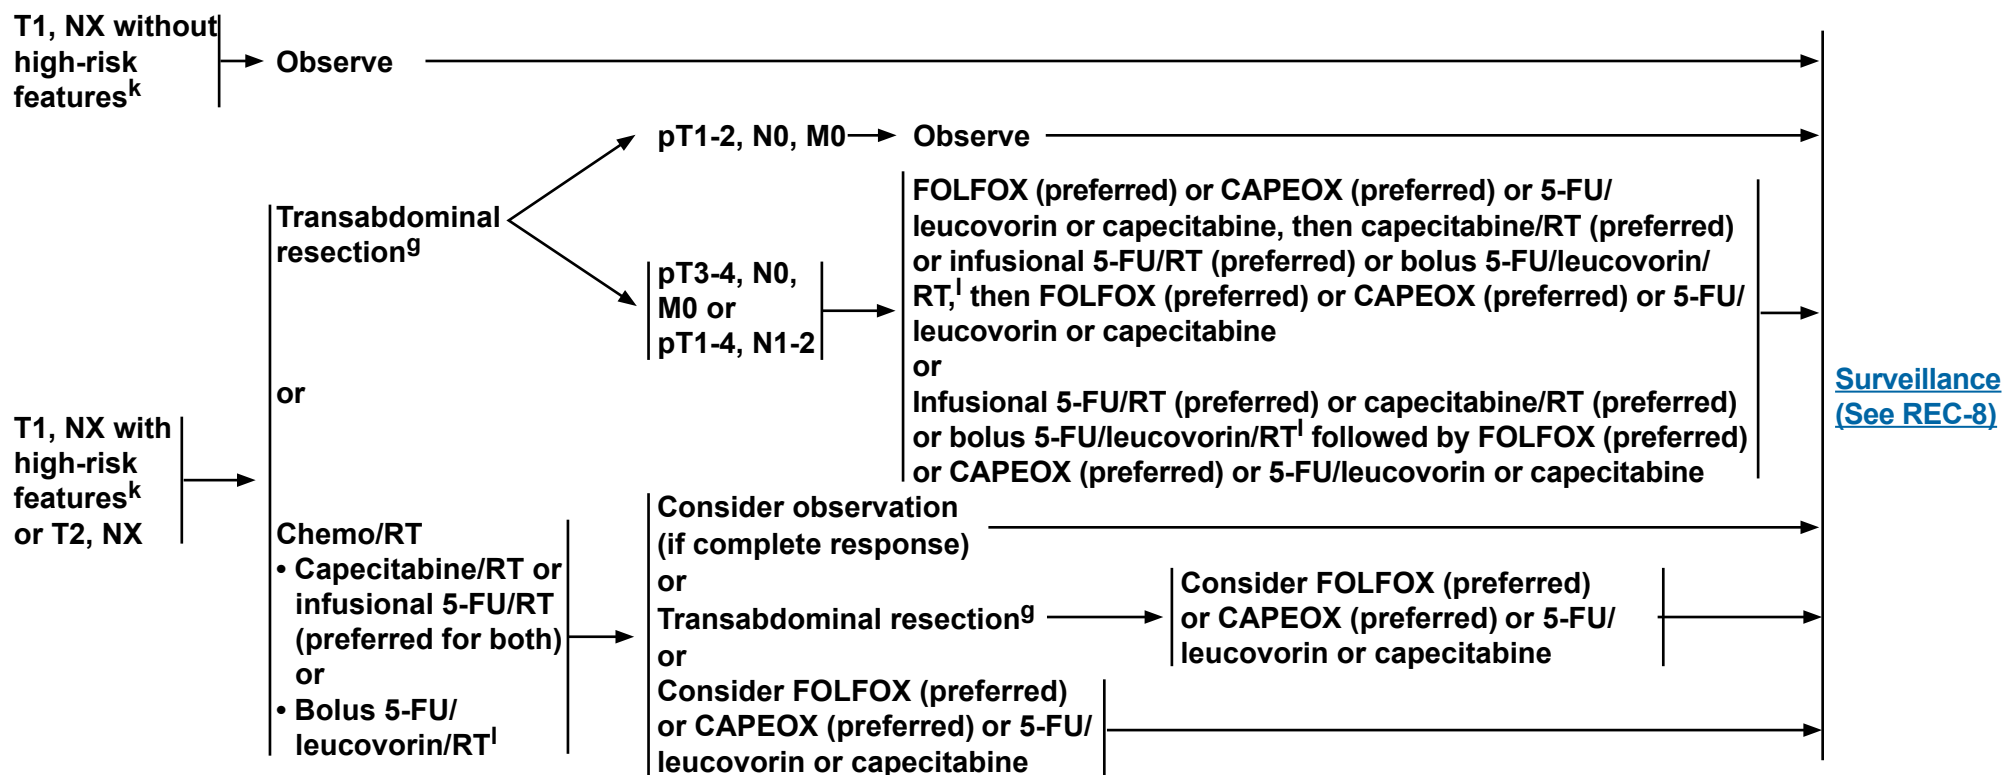 T1, NX without
high-risk
featuresᵏ
Observe
pT1-2, N0, M0
Observe
Transabdominal
resectionᵍ
pT3-4, N0,
M0 or
pT1-4, N1-2
FOLFOX (preferred) or CAPEOX (preferred) or 5-FU/
leucovorin or capecitabine, then capecitabine/RT (preferred)
or infusional 5-FU/RT (preferred) or bolus 5-FU/leucovorin/
RT,ˡ then FOLFOX (preferred) or CAPEOX (preferred) or 5-FU/
leucovorin or capecitabine
or
Infusional 5-FU/RT (preferred) or capecitabine/RT (preferred)
or bolus 5-FU/leucovorin/RTˡ followed by FOLFOX (preferred)
or CAPEOX (preferred) or 5-FU/leucovorin or capecitabine
or
T1, NX with
high-risk
featuresᵏ
or T2, NX
Chemo/RT
• Capecitabine/RT or
infusional 5-FU/RT
(preferred for both)
or
• Bolus 5-FU/
leucovorin/RTˡ
Consider observation
(if complete response)
or
Transabdominal resectionᵍ
or
Consider FOLFOX (preferred)
or CAPEOX (preferred) or 5-FU/
leucovorin or capecitabine
Consider FOLFOX (preferred)
or CAPEOX (preferred) or 5-FU/
leucovorin or capecitabine
Surveillance
(See REC-8)